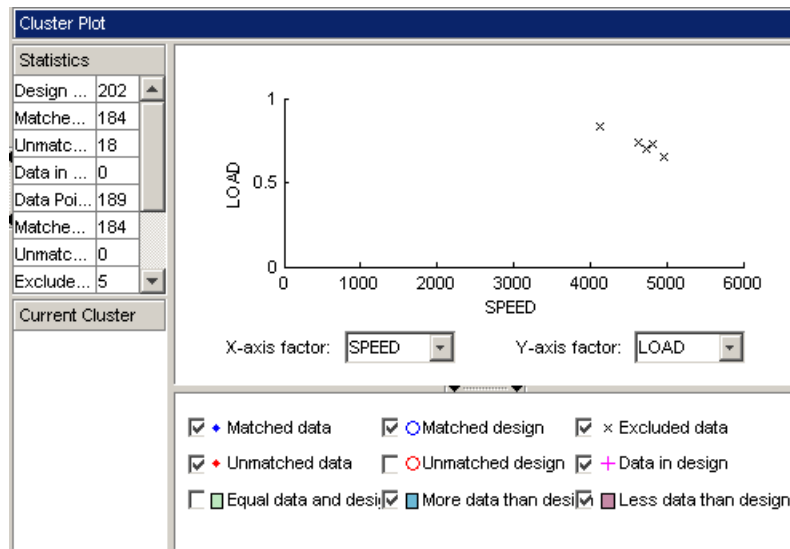 Cluster Plot
Statistics
Design ... 202
Matche... 184
Unmatc... 18
Data in ... 0
Data Poi... 189
Matche... 184
Unmatc... 0
Exclude... 5
Current Cluster
1
0.5
0
LOAD
0 1000 2000 3000 4000 5000 6000
SPEED
X-axis factor: SPEED Y-axis factor: LOAD
Matched data Matched design Excluded data
Unmatched data Unmatched design Data in design
Equal data and desi More data than desi Less data than design